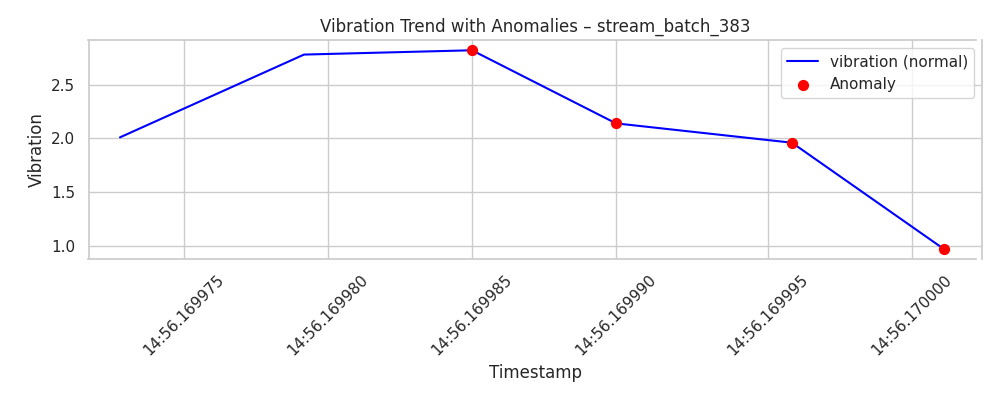 Vibration Trend with Anomalies – stream_batch_383
vibration (normal)
Anomaly
Vibration
2.5
2.0
1.5
1.0
14:56.169975
14:56.169980
14:56.169985
14:56.169990
14:56.169995
14:56.170000
Timestamp